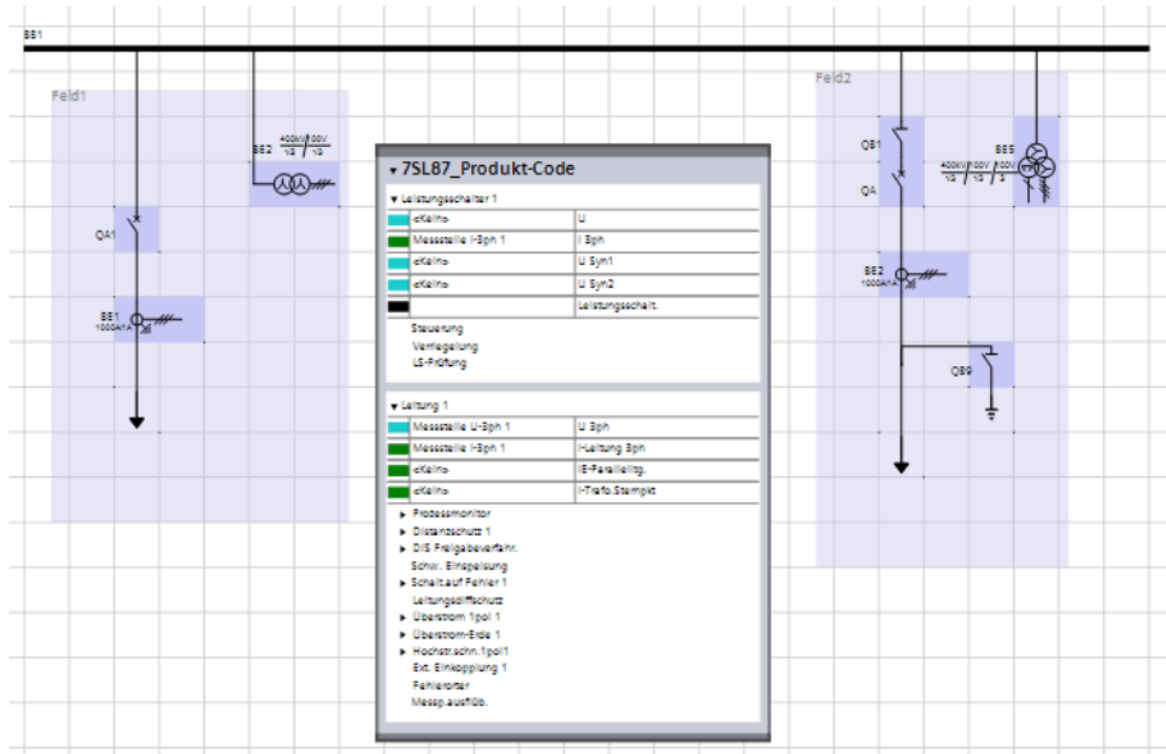 BB1
Feld1
BE2 400kV/√3 / 100V/√3
QA1
BE1
1000A/1A
7SL87_Produkt-Code
Leistungsschalter 1
<Kein> U
Messstelle I-3ph 1 I 3ph
<Kein> U Syn1
<Kein> U Syn2
Leistungsschalt.
Steuerung
Verriegelung
LS-Prüfung
Leitung 1
Messstelle U-3ph 1 U 3ph
Messstelle I-3ph 1 I-Leitung 3ph
<Kein> IE-Parallelltg.
<Kein> I-Trafo.Sternpkt
Prozessmonitor
Distanzschutz 1
DIS Freigabeverfahr.
Schw. Einspeisung
Schalt.auf Fehler 1
Leitungsdiffschutz
Überstrom 1pol 1
Überstrom-Erde 1
Hochstr.schn.1pol1
Ext. Einkopplung 1
Fehlerorter
Messp.ausflüb.
Feld2
QB1
QA
BE5
400kV/√3 / 100V/√3 / 100V/3
BE2
1000A/1A
QB9